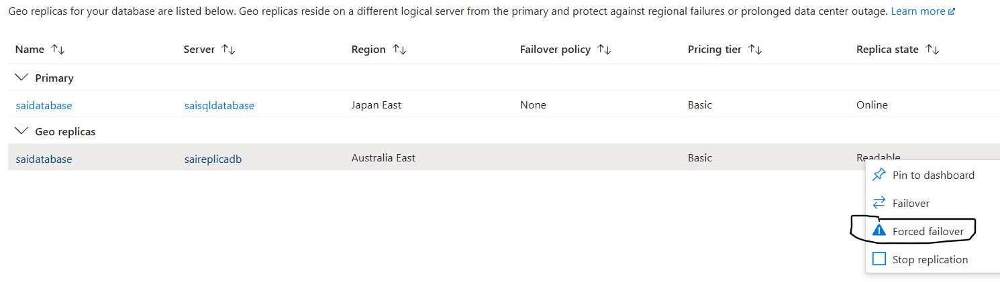 Geo replicas for your database are listed below. Geo replicas reside on a different logical server from the primary and protect against regional failures or prolonged data center outage. Learn more
Name Server Region Failover policy Pricing tier Replica state
Primary
saidatabase saisqldatabase Japan East None Basic Online
Geo replicas
saidatabase saireplicadb Australia East Basic Readable
Pin to dashboard
Failover
Forced failover
Stop replication